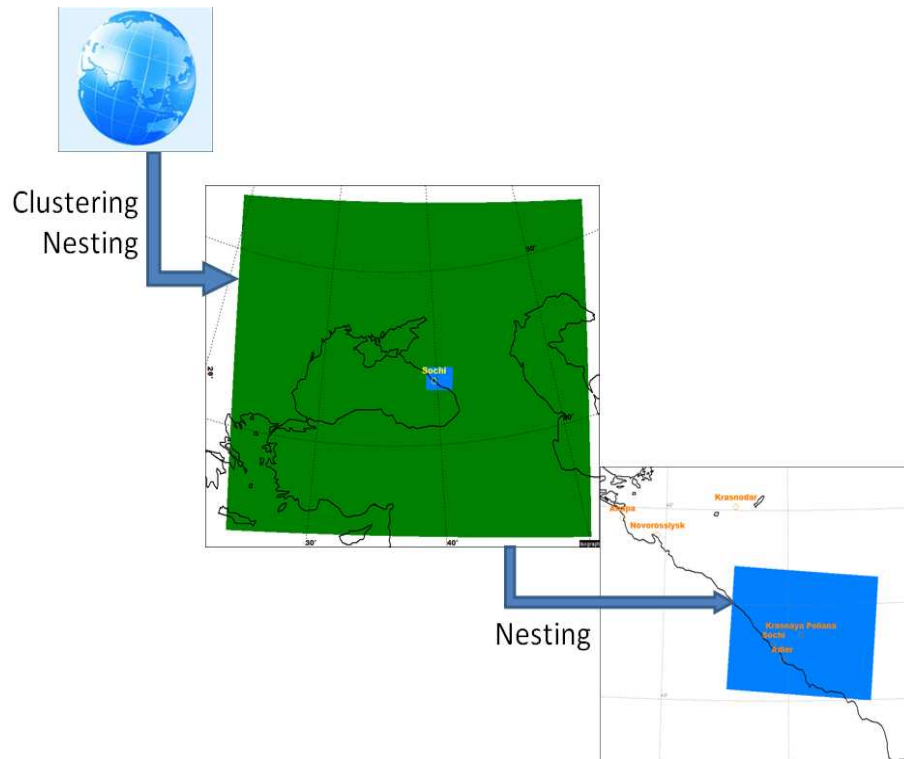 Clustering
Nesting
50°
Sochi
20°
30°
40°
Nesting
Krasnodar
Anapa
Novorossiysk
Krasnaya Poliana
Sochi
Adler